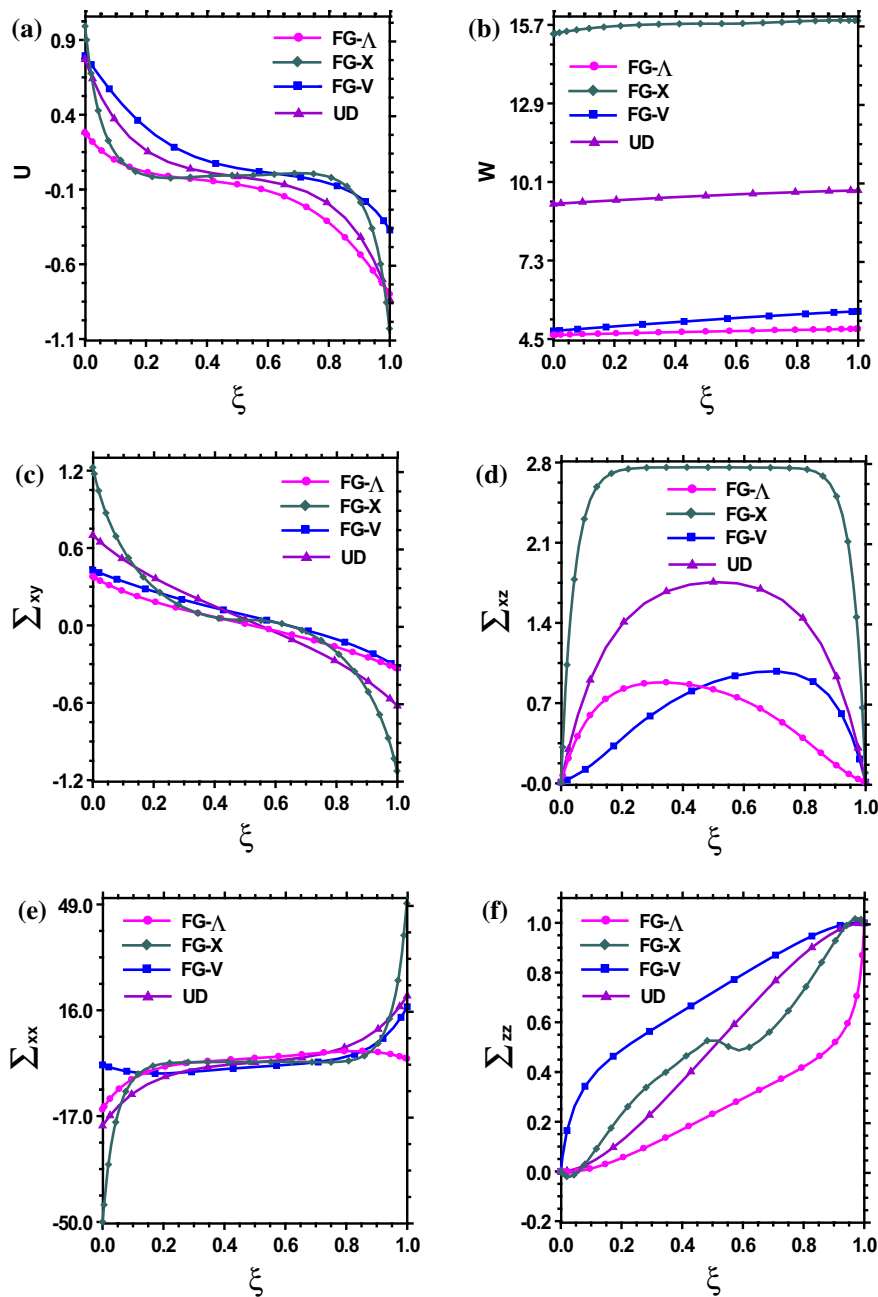 (a)
0.9
0.4
-0.1
-0.6
-1.1
U
FG-Λ
FG-X
FG-V
UD
0.0 0.2 0.4 0.6 0.8 1.0
ξ
(b)
15.7
12.9
10.1
7.3
4.5
W
FG-Λ
FG-X
FG-V
UD
0.0 0.2 0.4 0.6 0.8 1.0
ξ
(c)
1.2
0.6
0.0
-0.6
-1.2
Σxy
FG-Λ
FG-X
FG-V
UD
0.0 0.2 0.4 0.6 0.8 1.0
ξ
(d)
2.8
2.1
1.4
0.7
-0.0
Σxz
FG-Λ
FG-X
FG-V
UD
0.0 0.2 0.4 0.6 0.8 1.0
ξ
(e)
49.0
16.0
-17.0
-50.0
Σxx
FG-Λ
FG-X
FG-V
UD
0.0 0.2 0.4 0.6 0.8 1.0
ξ
(f)
1.0
0.8
0.6
0.4
0.2
0.0
-0.2
Σzz
FG-Λ
FG-X
FG-V
UD
0.0 0.2 0.4 0.6 0.8 1.0
ξ